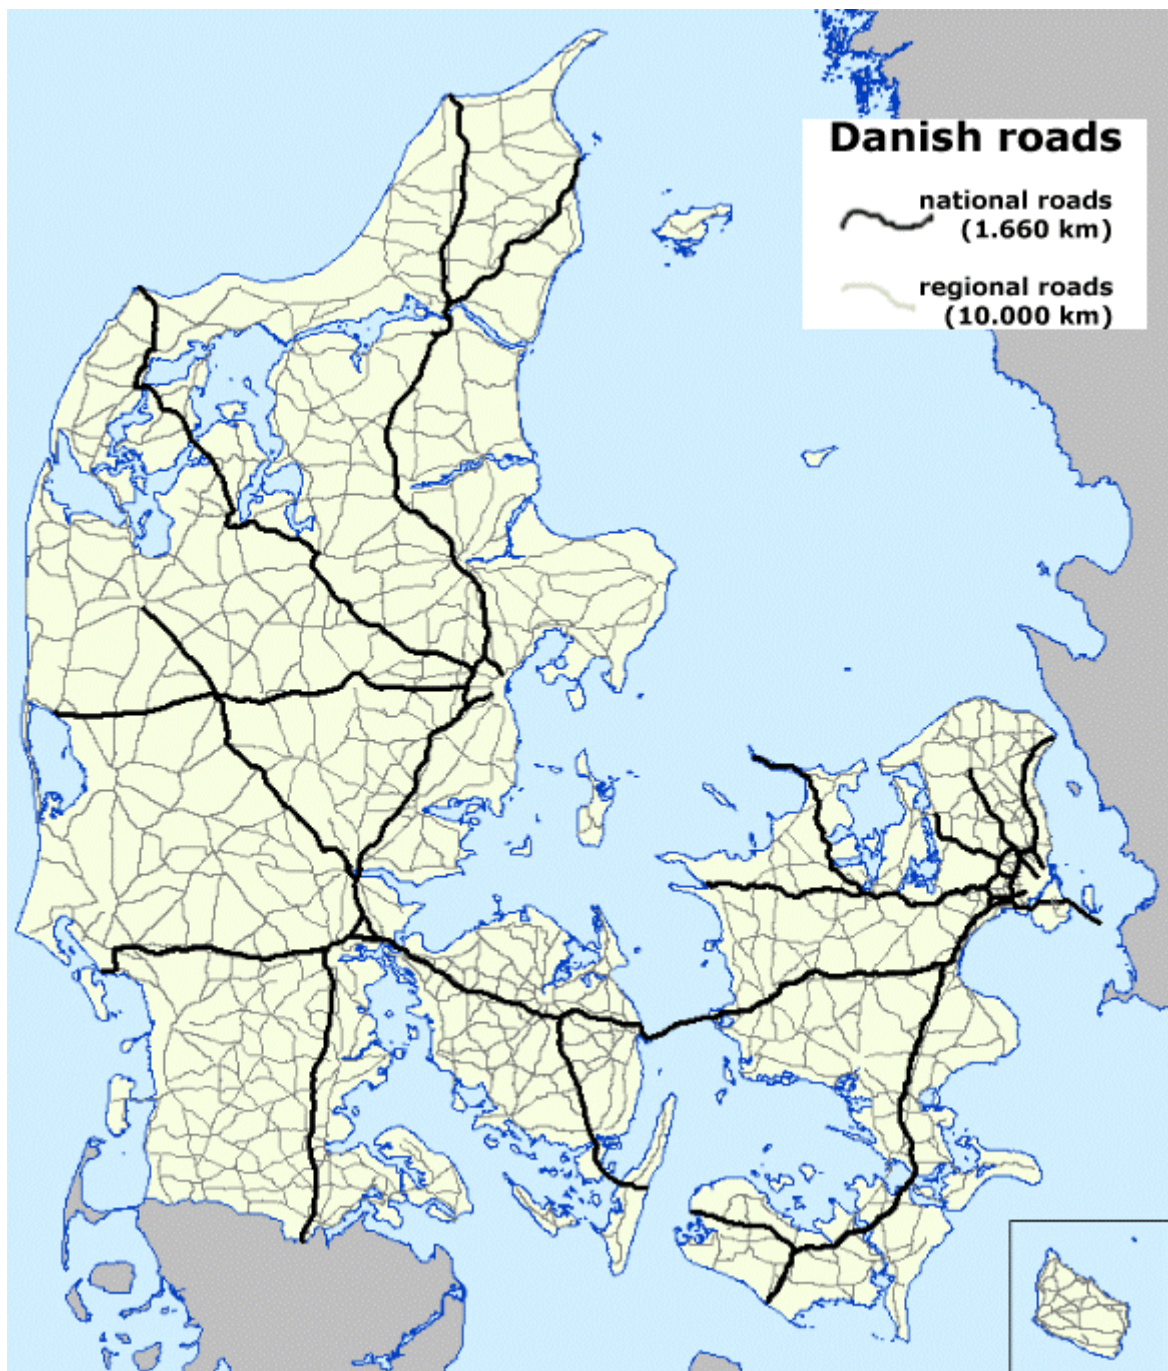 Danish roads
national roads
(1.660 km)
regional roads
(10.000 km)